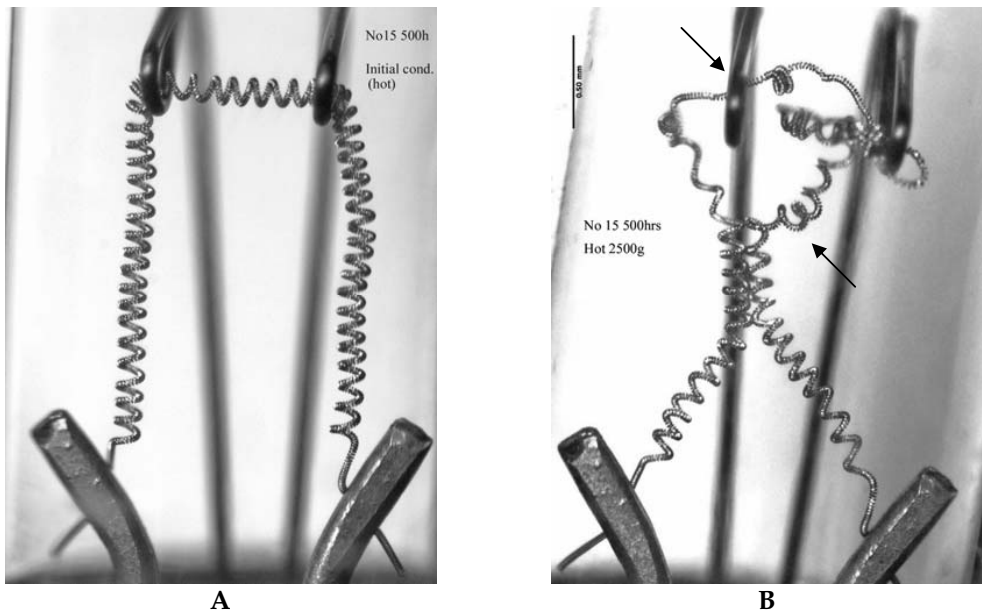 No15 500h
Initial cond.
(hot)
0.50 mm
No 15 500hrs
Hot 2500g
A
B